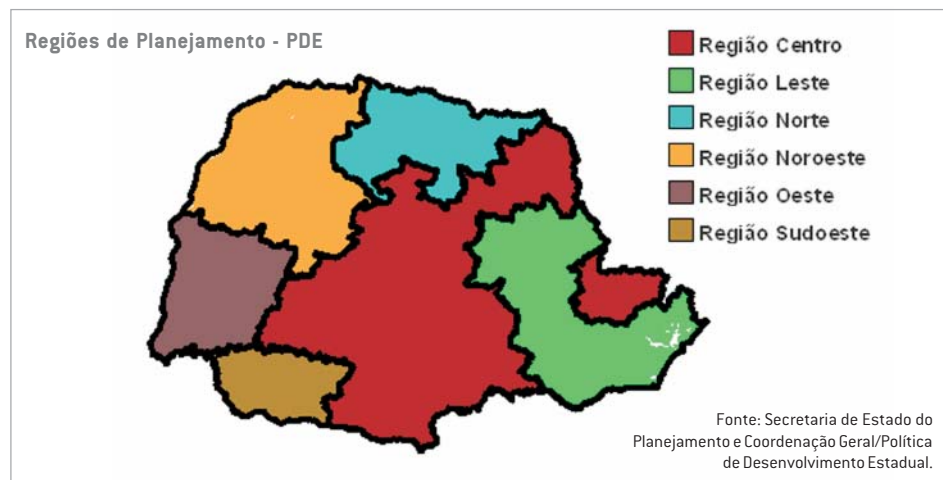 Regiões de Planejamento - PDE
Região Centro
Região Leste
Região Norte
Região Noroeste
Região Oeste
Região Sudoeste
Fonte: Secretaria de Estado do
Planejamento e Coordenação Geral/Política
de Desenvolvimento Estadual.